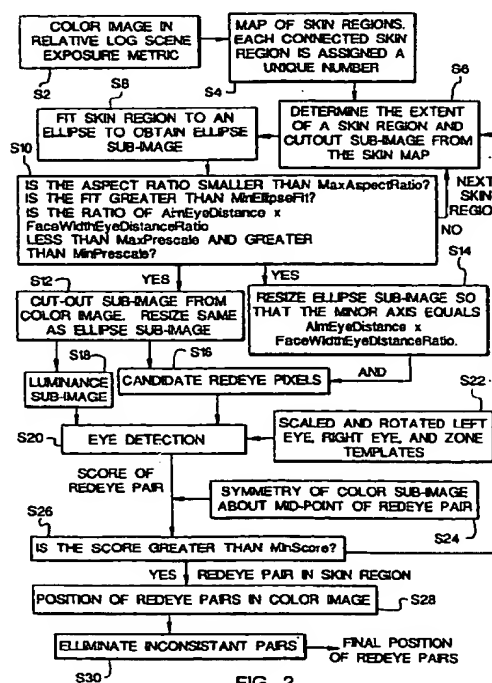 COLOR IMAGE IN
RELATIVE LOG SCENE
EXPOSURE METRIC
S2
MAP OF SKIN REGIONS.
EACH CONNECTED SKIN
REGION IS ASSIGNED A
UNIQUE NUMBER
S4
S6
DETERMINE THE EXTENT
OF A SKIN REGION AND
CUTOUT SUB-IMAGE FROM
THE SKIN MAP
S8
FIT SKIN REGION TO AN
ELLIPSE TO OBTAIN ELLIPSE
SUB-IMAGE
S10
IS THE ASPECT RATIO SMALLER THAN MaxAspectRatio?
IS THE FIT GREATER THAN MinEllipseFit?
IS THE RATIO OF AimEyeDistance x
FaceWidthEyeDistanceRatio
LESS THAN MaxPrescale AND GREATER
THAN MinPrescale?
NEXT
SKIN
REGION
NO
S12
YES
YES
S14
CUT-OUT SUB-IMAGE FROM
COLOR IMAGE. RESIZE SAME
AS ELLIPSE SUB-IMAGE
RESIZE ELLIPSE SUB-IMAGE SO
THAT THE MINOR AXIS EQUALS
AimEyeDistance x
FaceWidthEyeDistanceRatio.
S18
S16
LUMINANCE
SUB-IMAGE
CANDIDATE REDEYE PIXELS
AND
S22
S20
EYE DETECTION
SCALED AND ROTATED LEFT
EYE, RIGHT EYE, AND ZONE
TEMPLATES
SCORE OF
REDEYE PAIR
SYMMETRY OF COLOR SUB-IMAGE
ABOUT MID-POINT OF REDEYE PAIR
S24
S26
IS THE SCORE GREATER THAN MinScore?
YES REDEYE PAIR IN SKIN REGION
POSITION OF REDEYE PAIRS IN COLOR IMAGE
S28
ELLIMINATE INCONSISTANT PAIRS
FINAL POSITION
OF REDEYE PAIRS
S30
FIG. 2